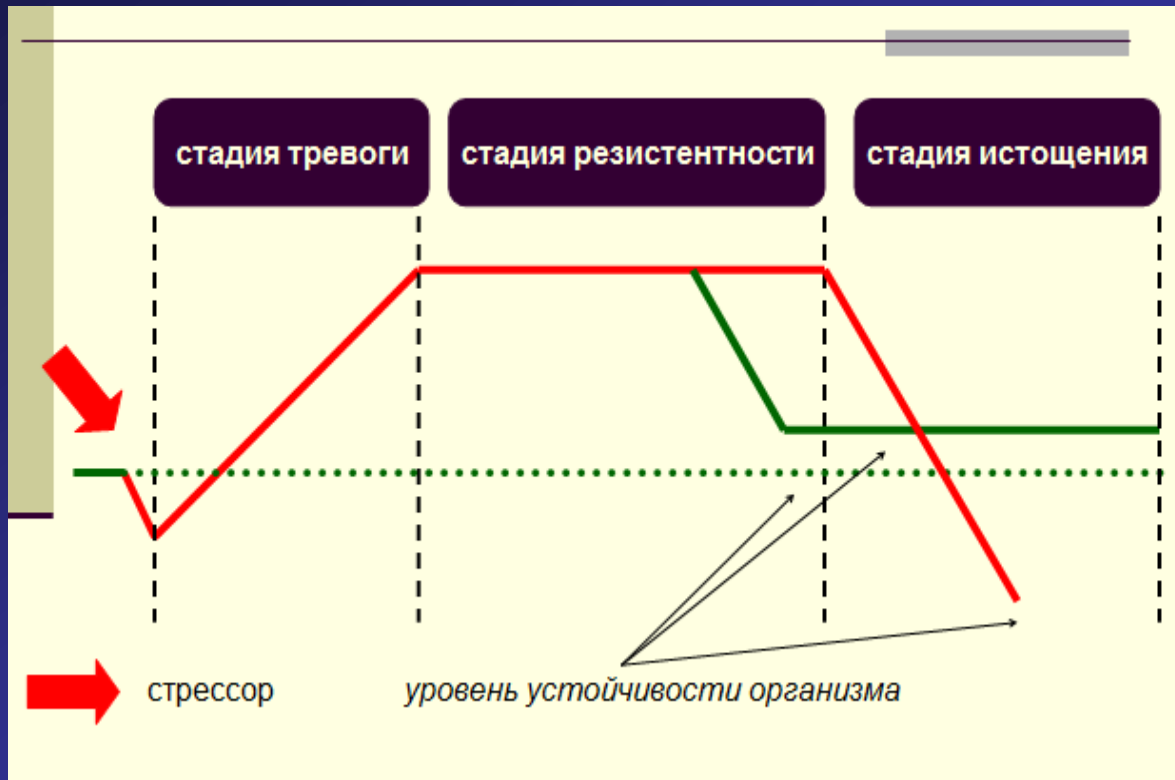 стадия тревоги
стадия резистентности
стадия истощения
стрессор
уровень устойчивости организма